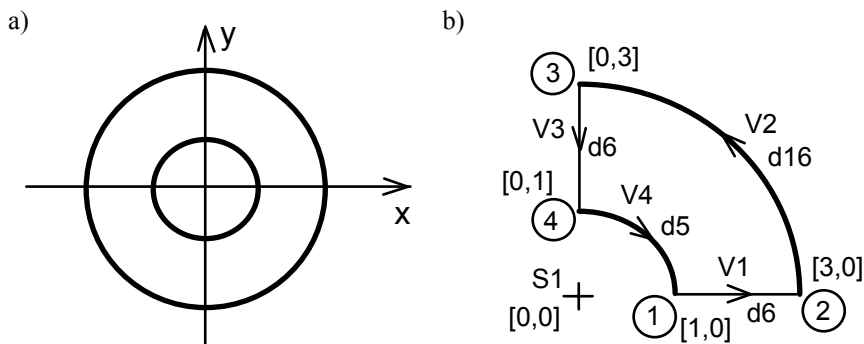 a)
y
x
b)
3
[0,3]
V3
d6
V2
d16
[0,1]
4
V4
d5
S1
[0,0]
1
[1,0]
V1
d6
[3,0]
2